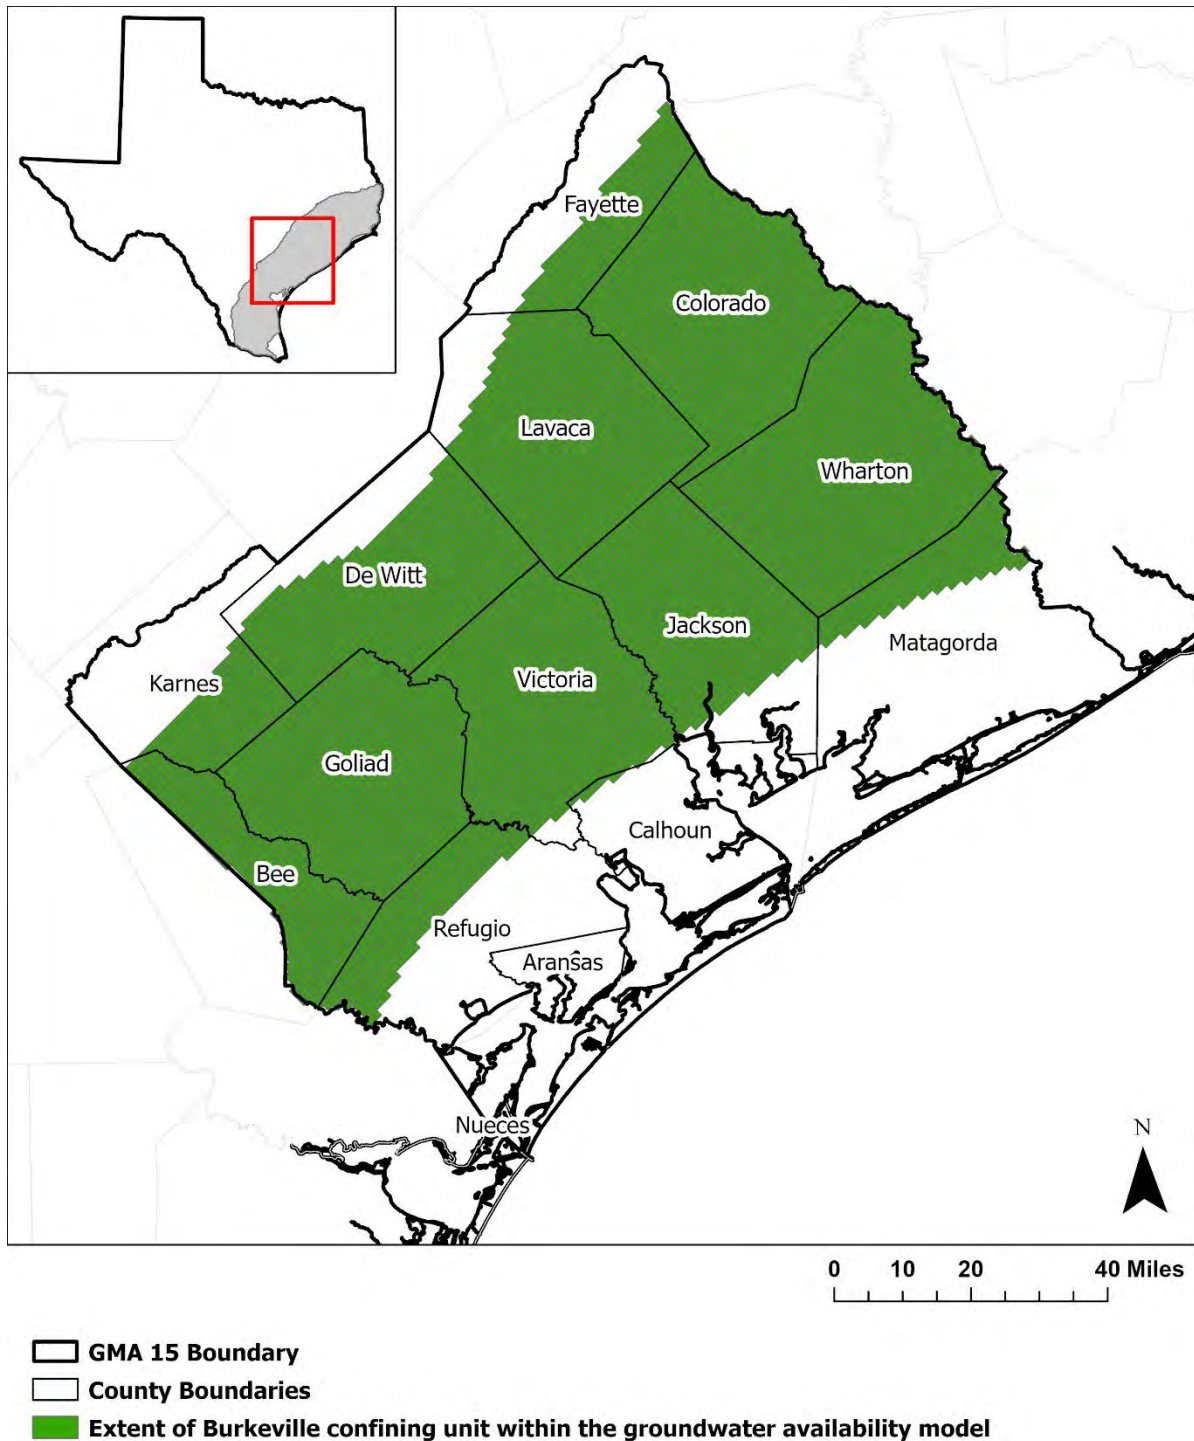 Fayette
Colorado
Lavaca
Wharton
De Witt
Jackson
Matagorda
Karnes
Victoria
Goliad
Calhoun
Bee
Refugio
Aransas
Nueces
N
0 10 20 40 Miles
GMA 15 Boundary
County Boundaries
Extent of Burkeville confining unit within the groundwater availability model